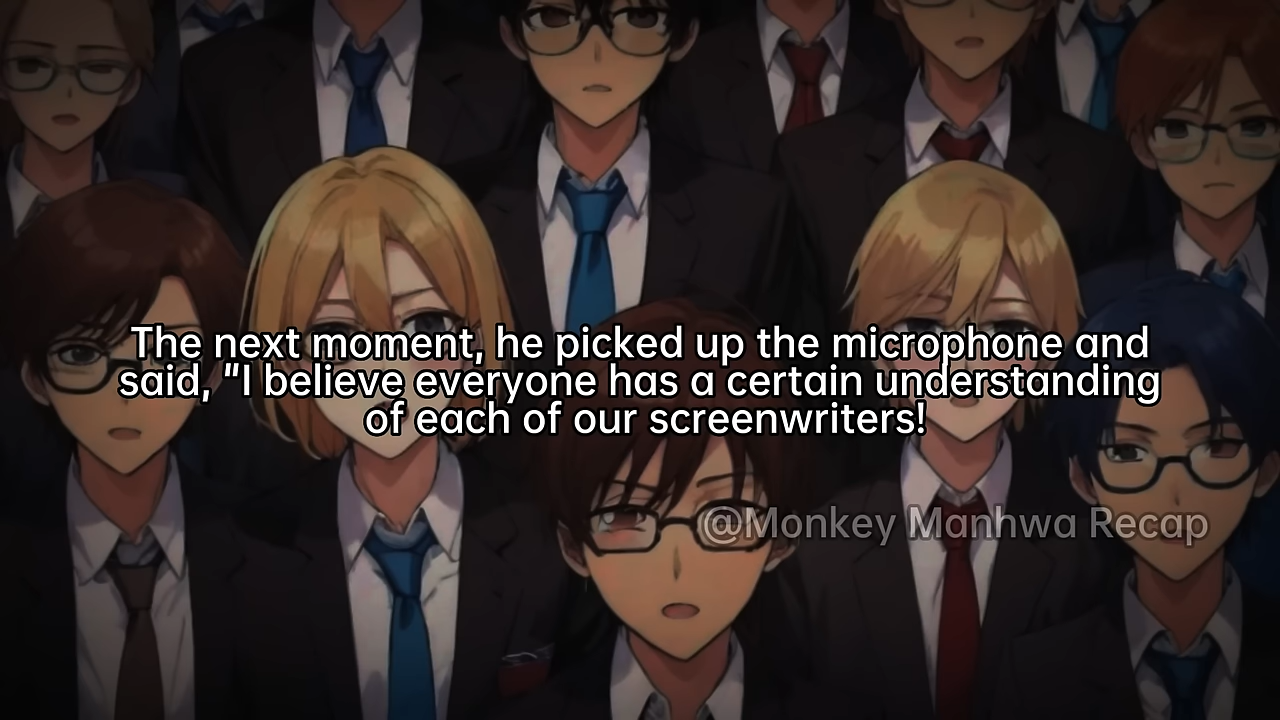 The next moment, he picked up the microphone and
said, "I believe everyone has a certain understanding
of each of our screenwriters!
@Monkey Manhwa Recap